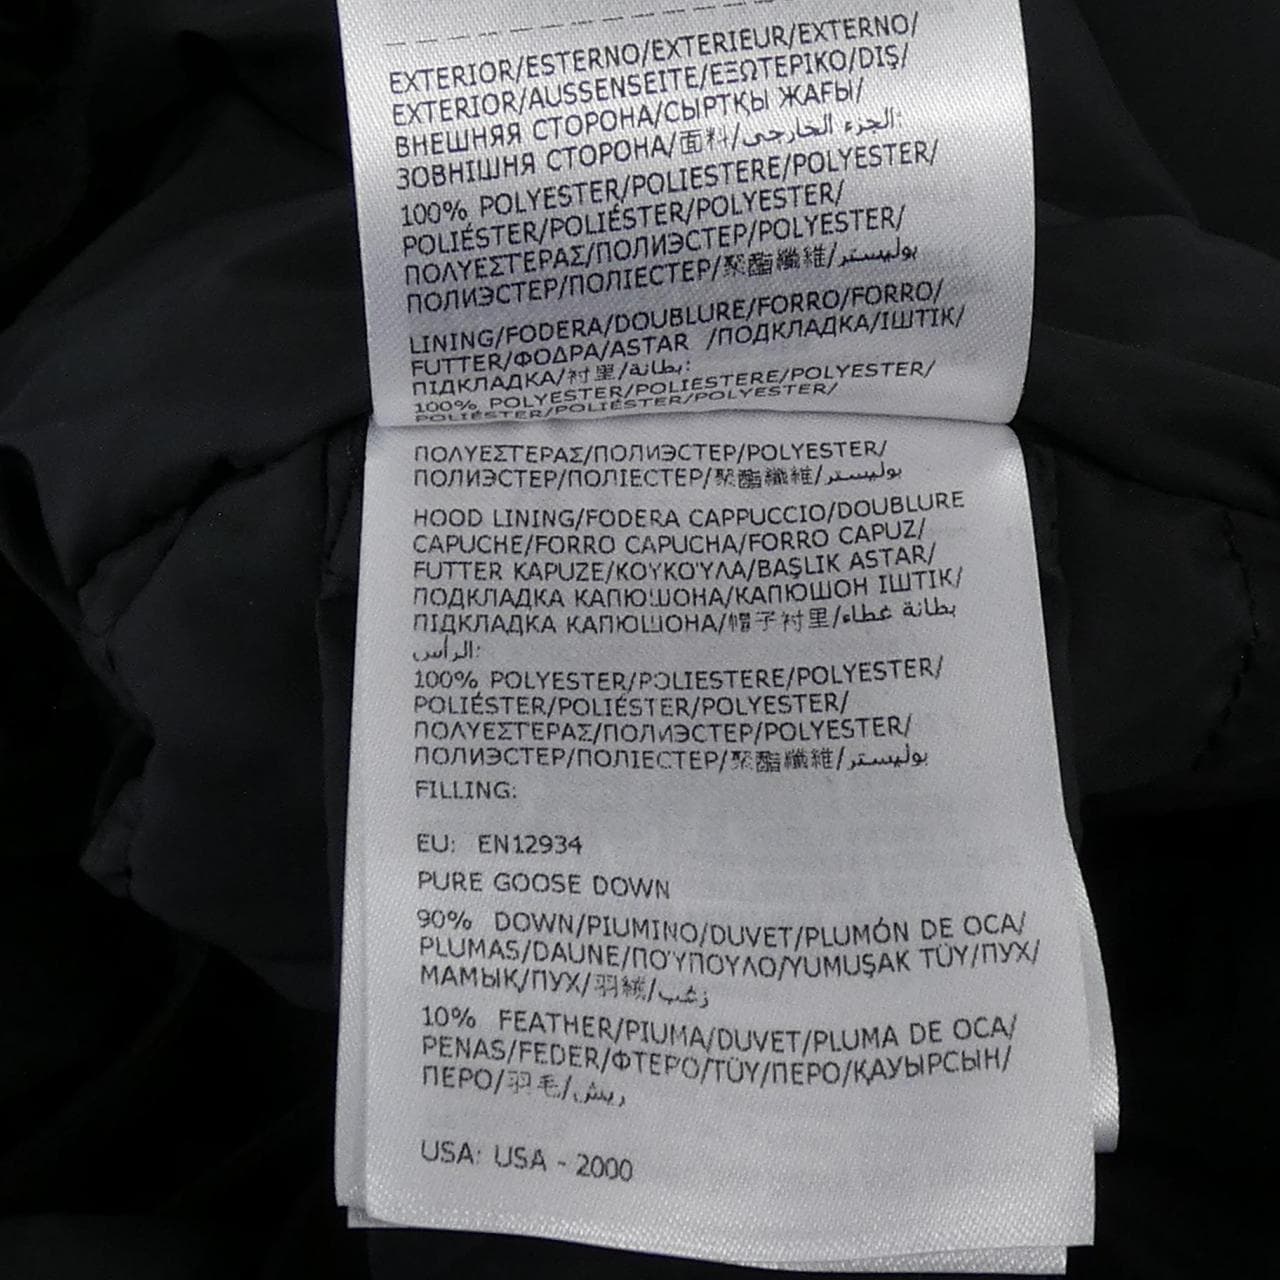 EXTERIOR/ESTERNO/EXTERIEUR/EXTERNO/
EXTERIOR/AUSSENSEITE/ΕΞΩΤΕΡΙΚΟ/DIŞ/
ВНЕШНЯЯ СТОРОНА/СЫРТҚЫ ЖАҒЫ/
ЗОВНІШНЯ СТОРОНА/面料/الجزء الخارجي:
100% POLYESTER/POLIESTERE/POLYESTER/
POLIÉSTER/POLIÉSTER/POLYESTER/
ΠΟΛΥΕΣΤΕΡΑΣ/ПОЛИЭСТЕР/POLYESTER/
ПОЛИЭСТЕР/ПОЛІЕСТЕР/聚酯纖維/بوليستر
LINING/FODERA/DOUBLURE/FORRO/FORRO/
FUTTER/ΦΟΔΡΑ/ASTAR /ПОДКЛАДКА/ІШТІК/
ПІДКЛАДКА/衬里/بطانة:
100% POLYESTER/POLIESTERE/POLYESTER/
POLIÉSTER/POLIÉSTER/POLYESTER/
ΠΟΛΥΕΣΤΕΡΑΣ/ПОЛИЭСТЕР/POLYESTER/
ПОЛИЭСТЕР/ПОЛІЕСТЕР/聚酯纖維/بوليستر
HOOD LINING/FODERA CAPPUCCIO/DOUBLURE
CAPUCHE/FORRO CAPUCHA/FORRO CAPUZ/
FUTTER KAPUZE/ΚΟΥΚΟΎΛΑ/BAŞLIK ASTAR/
ПОДКЛАДКА КАПЮШОНА/КАПЮШОН ІШТІК/
ПІДКЛАДКА КАПЮШОНА/帽子衬里/بطانة غطاء
الرأس:
100% POLYESTER/POLIESTERE/POLYESTER/
POLIÉSTER/POLIÉSTER/POLYESTER/
ΠΟΛΥΕΣΤΕΡΑΣ/ПОЛИЭСТЕР/POLYESTER/
ПОЛИЭСТЕР/ПОЛІЕСТЕР/聚酯纖維/بوليستر
FILLING:
EU: EN12934
PURE GOOSE DOWN
90% DOWN/PIUMINO/DUVET/PLUMÓN DE OCA/
PLUMAS/DAUNE/ΠΟΎΠΟΥΛΟ/YUMUŞAK TÜY/ПУХ/
МАМЫҚ/ПУХ/羽絨/زغب
10% FEATHER/PIUMA/DUVET/PLUMA DE OCA/
PENAS/FEDER/ΦΤΕΡΌ/TÜY/ПЕРО/ҚАУЫРСЫН/
ПЕРО/羽毛/ريش
USA: USA - 2000